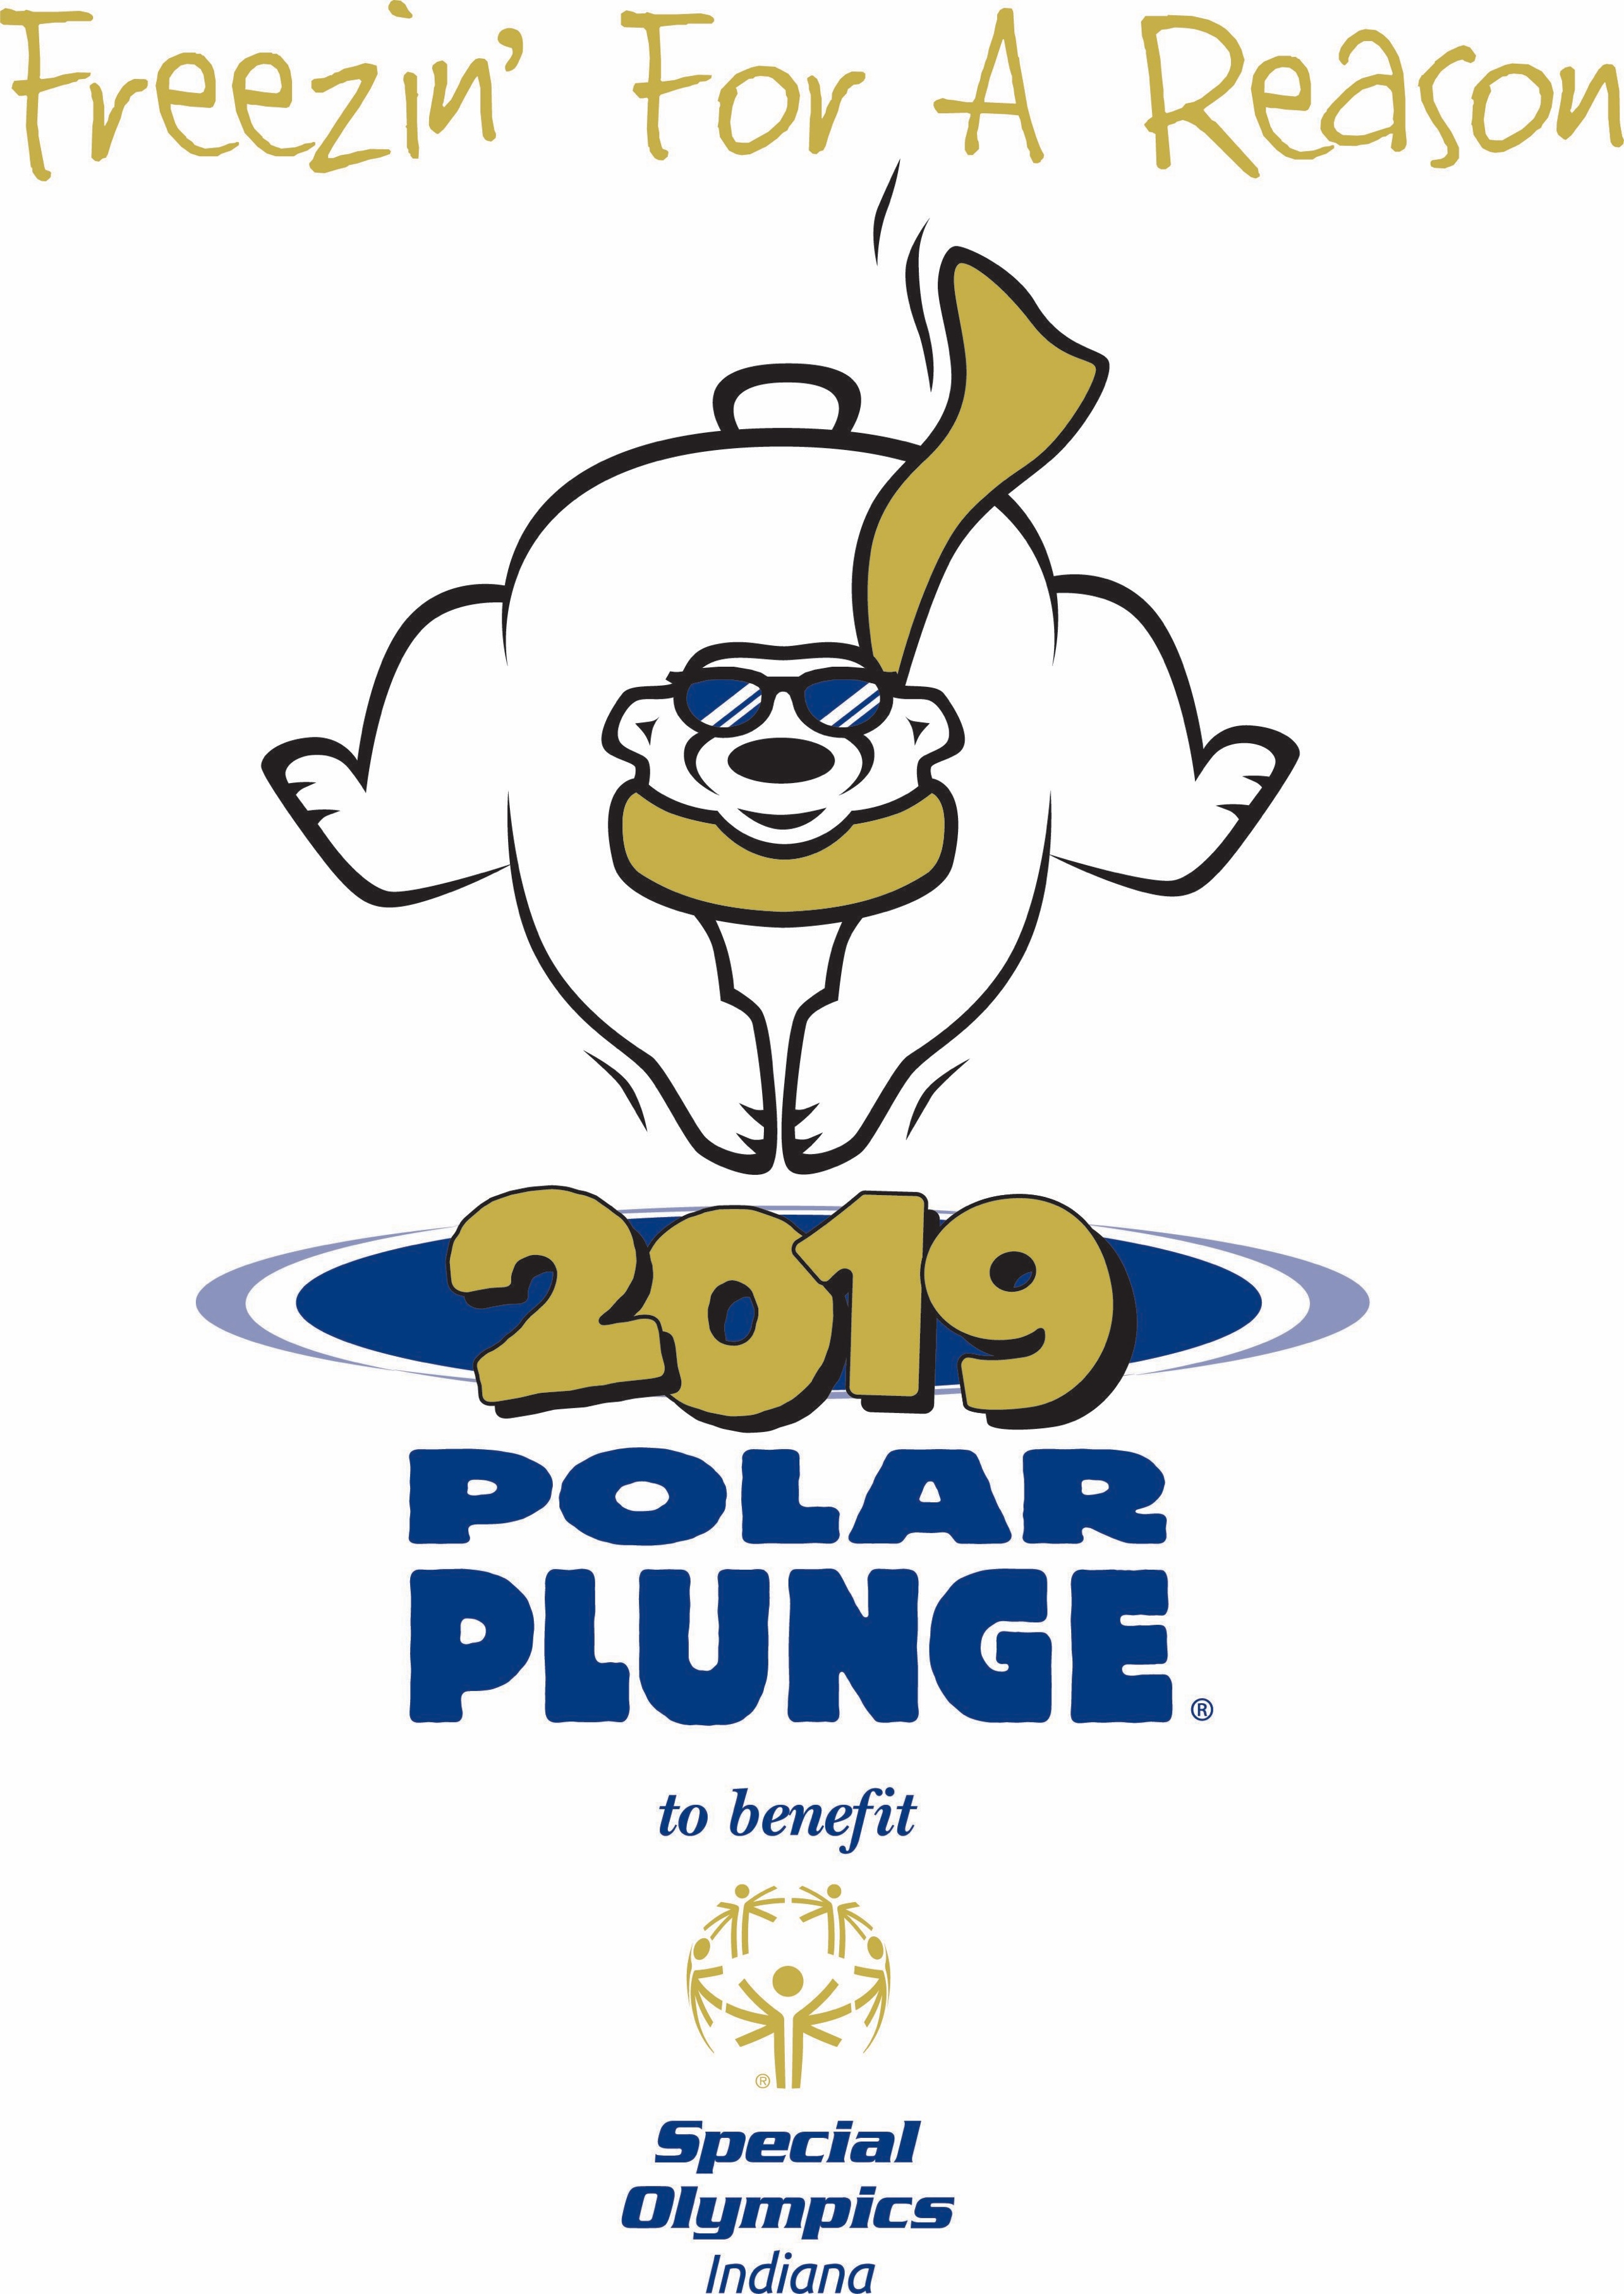 Freezin' For A Reason
2019
POLAR
PLUNGE®
to benefit
®
Special
Olympics
Indiana